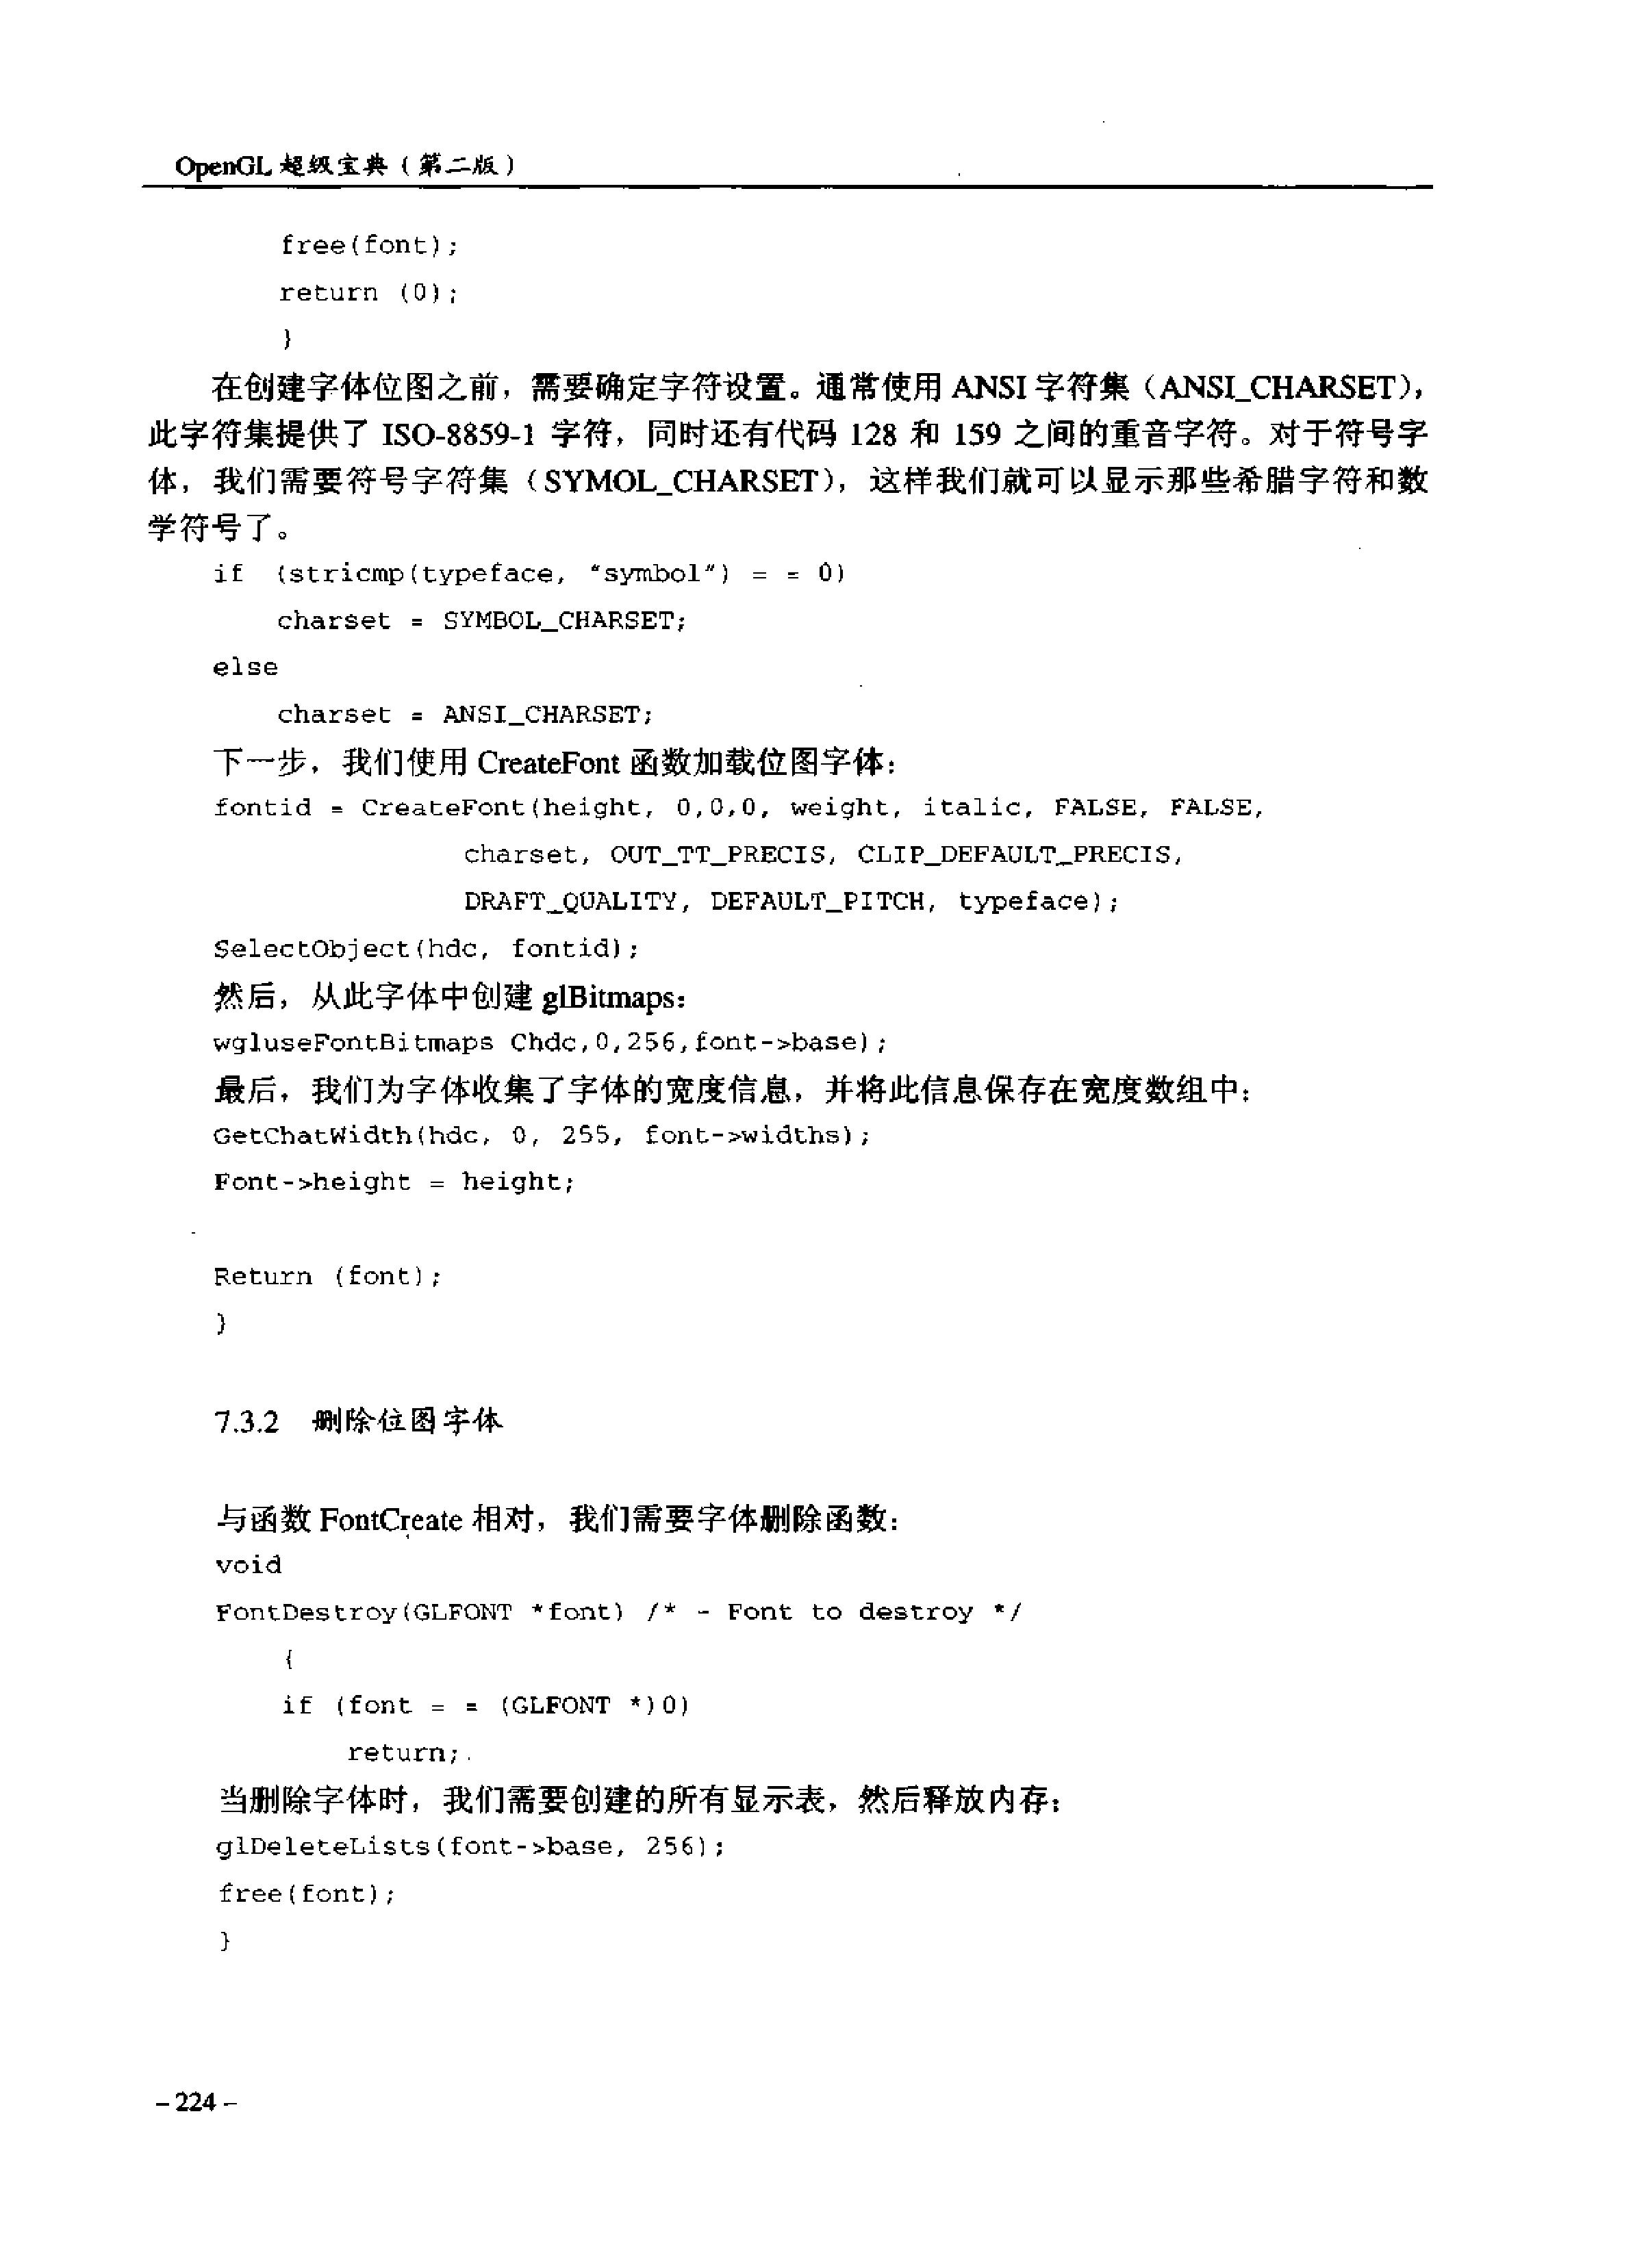 OpenGL 超级宝典（第二版）
free(font);
return (0);
}
在创建字体位图之前，需要确定字符设置。通常使用 ANSI 字符集（ANSI_CHARSET），
此字符集提供了 ISO-8859-1 字符，同时还有代码 128 和 159 之间的重音字符。对于符号字
体，我们需要符号字符集（SYMOL_CHARSET），这样我们就可以显示那些希腊字符和数
学符号了。
if (stricmp(typeface, "symbol") = = 0)
charset = SYMBOL_CHARSET;
else
charset = ANSI_CHARSET;
下一步，我们使用 CreateFont 函数加载位图字体：
fontid = CreateFont(height, 0,0,0, weight, italic, FALSE, FALSE,
charset, OUT_TT_PRECIS, CLIP_DEFAULT_PRECIS,
DRAFT_QUALITY, DEFAULT_PITCH, typeface);
SelectObject(hdc, fontid);
然后，从此字体中创建 glBitmaps：
wgluseFontBitmaps Chdc,0,256,font->base);
最后，我们为字体收集了字体的宽度信息，并将此信息保存在宽度数组中：
GetChatWidth(hdc, 0, 255, font->widths);
Font->height = height;
Return (font);
}
7.3.2 删除位图字体
与函数 FontCreate 相对，我们需要字体删除函数：
void
FontDestroy(GLFONT *font) /* - Font to destroy */
{
if (font = = (GLFONT *)0)
return;
当删除字体时，我们需要创建的所有显示表，然后释放内存：
glDeleteLists(font->base, 256);
free(font);
}
- 224 -